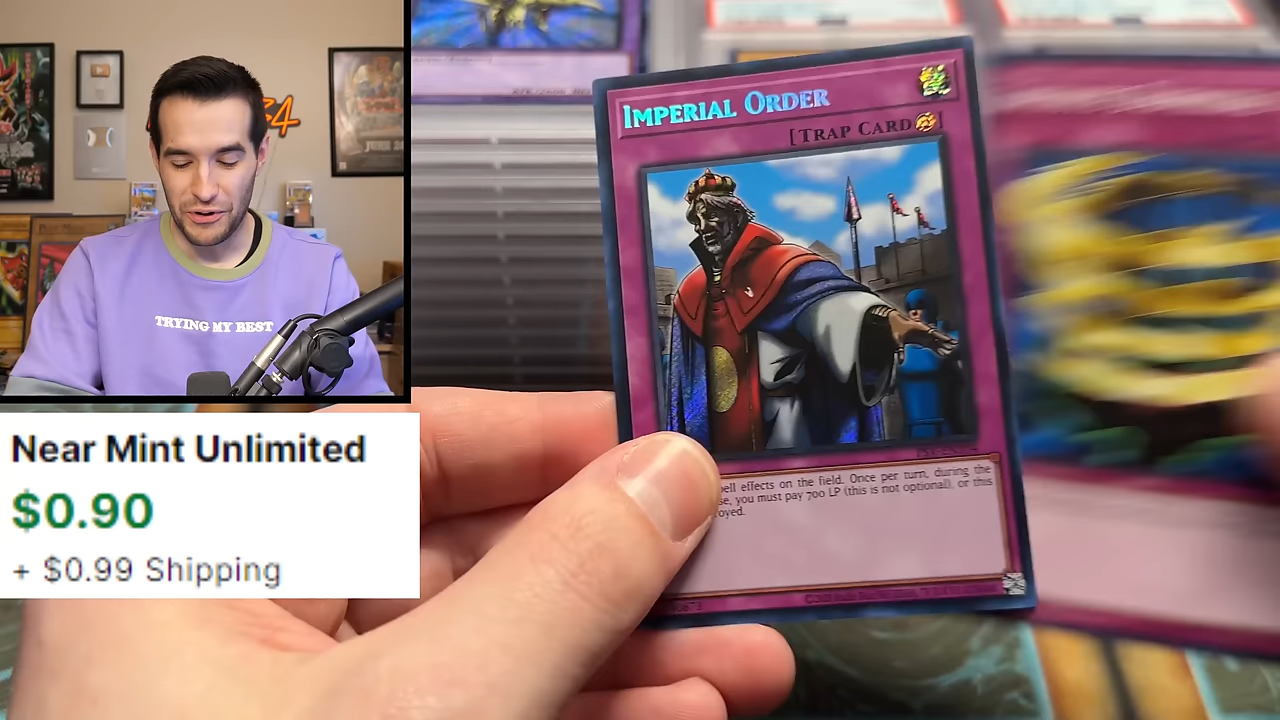 TRYING MY BEST
Near Mint Unlimited
$0.90
+ $0.99 Shipping
IMPERIAL ORDER
[TRAP CARD
]
pell effects on the field. Once per turn, during the
se, you must pay 700 LP (this is not optional), or this
oyed.